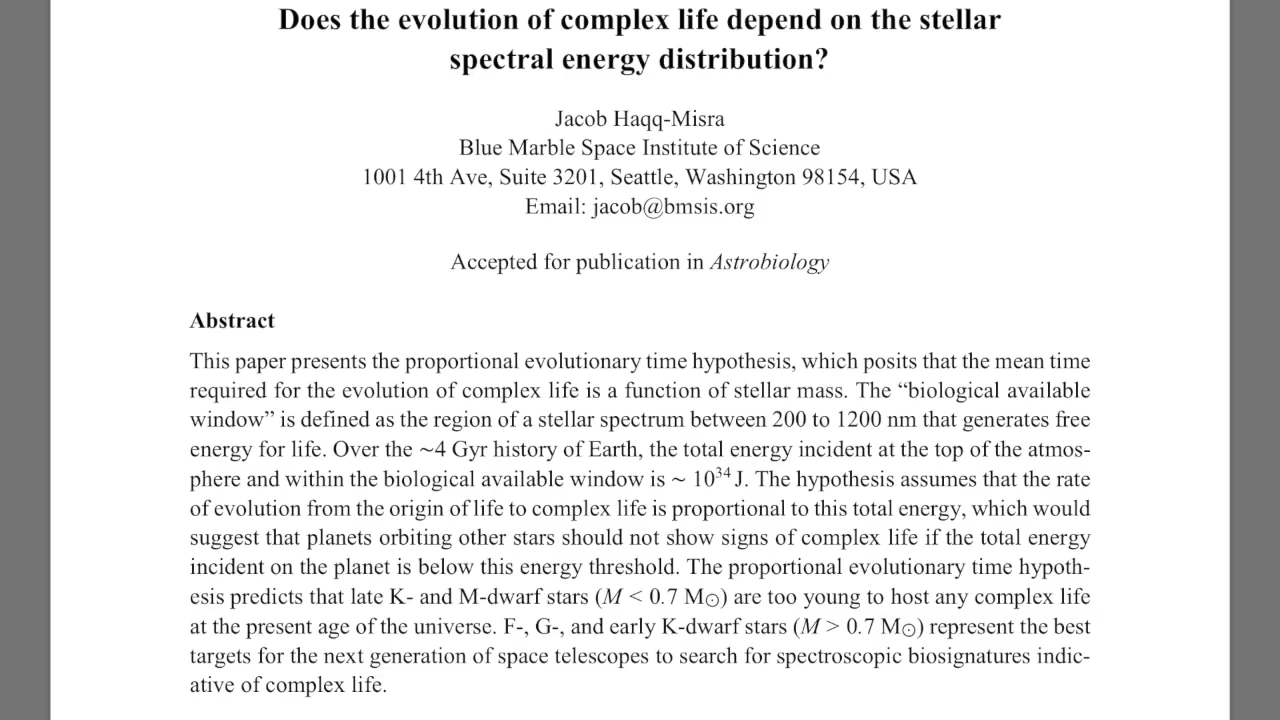 Does the evolution of complex life depend on the stellar
spectral energy distribution?
Jacob Haqq-Misra
Blue Marble Space Institute of Science
1001 4th Ave, Suite 3201, Seattle, Washington 98154, USA
Email: jacob@bmsis.org
Accepted for publication in Astrobiology
Abstract
This paper presents the proportional evolutionary time hypothesis, which posits that the mean time
required for the evolution of complex life is a function of stellar mass. The “biological available
window” is defined as the region of a stellar spectrum between 200 to 1200 nm that generates free
energy for life. Over the ~4 Gyr history of Earth, the total energy incident at the top of the atmos-
phere and within the biological available window is ~ 10³⁴ J. The hypothesis assumes that the rate
of evolution from the origin of life to complex life is proportional to this total energy, which would
suggest that planets orbiting other stars should not show signs of complex life if the total energy
incident on the planet is below this energy threshold. The proportional evolutionary time hypoth-
esis predicts that late K- and M-dwarf stars (M < 0.7 M☉) are too young to host any complex life
at the present age of the universe. F-, G-, and early K-dwarf stars (M > 0.7 M☉) represent the best
targets for the next generation of space telescopes to search for spectroscopic biosignatures indic-
ative of complex life.